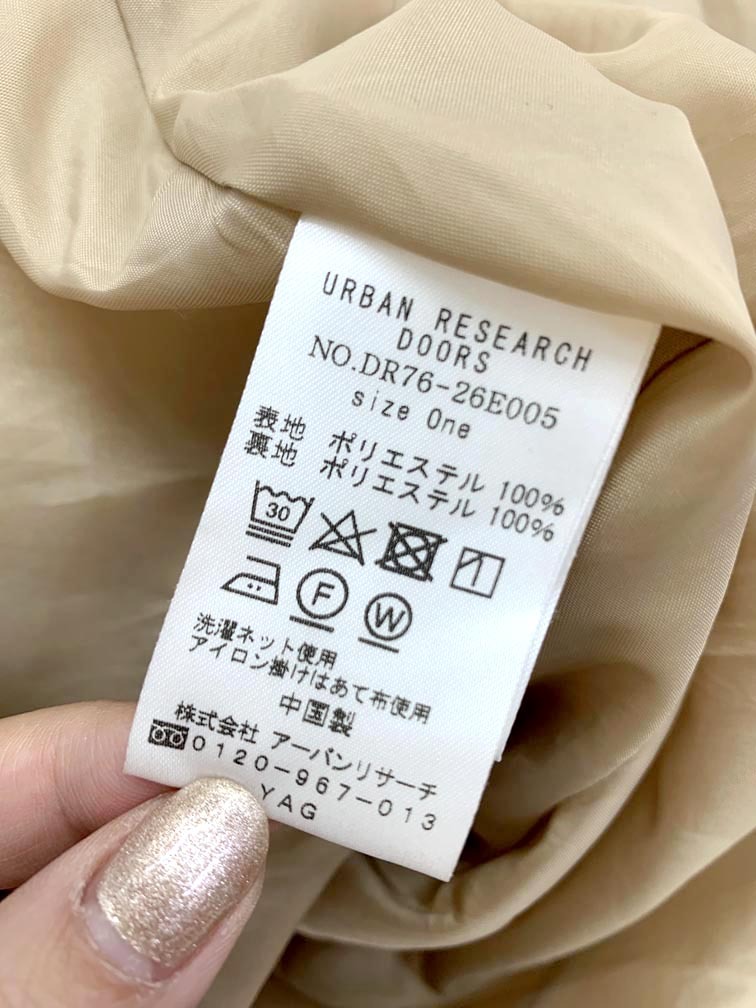 URBAN RESEARCH
DOORS
NO.DR76-26E005
size One
表地 ポリエステル 100%
裏地 ポリエステル 100%
30
F W
洗濯ネット使用
アイロン掛けはあて布使用
中国製
株式会社 アーバンリサーチ
0120-967-013
YAG